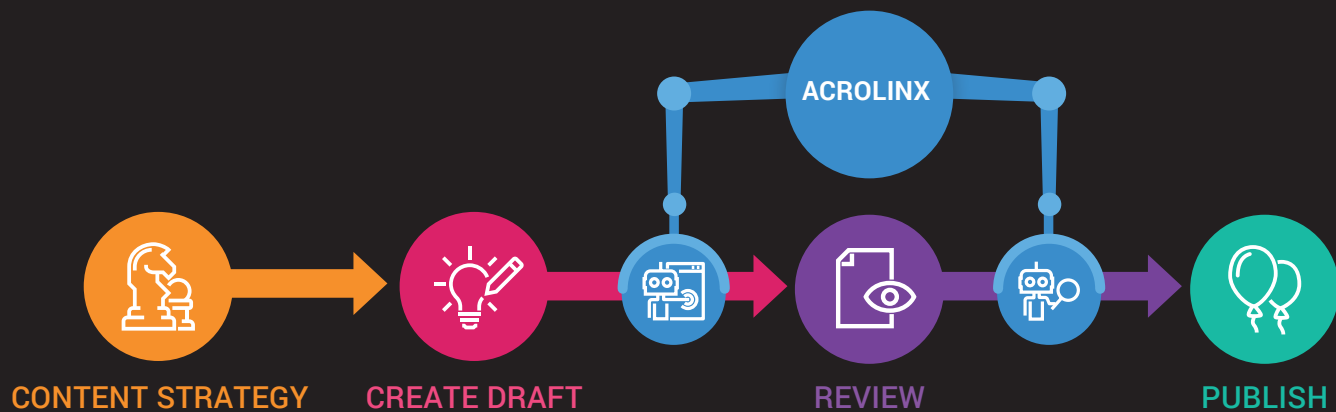 ACROLINX
CONTENT STRATEGY
CREATE DRAFT
REVIEW
PUBLISH